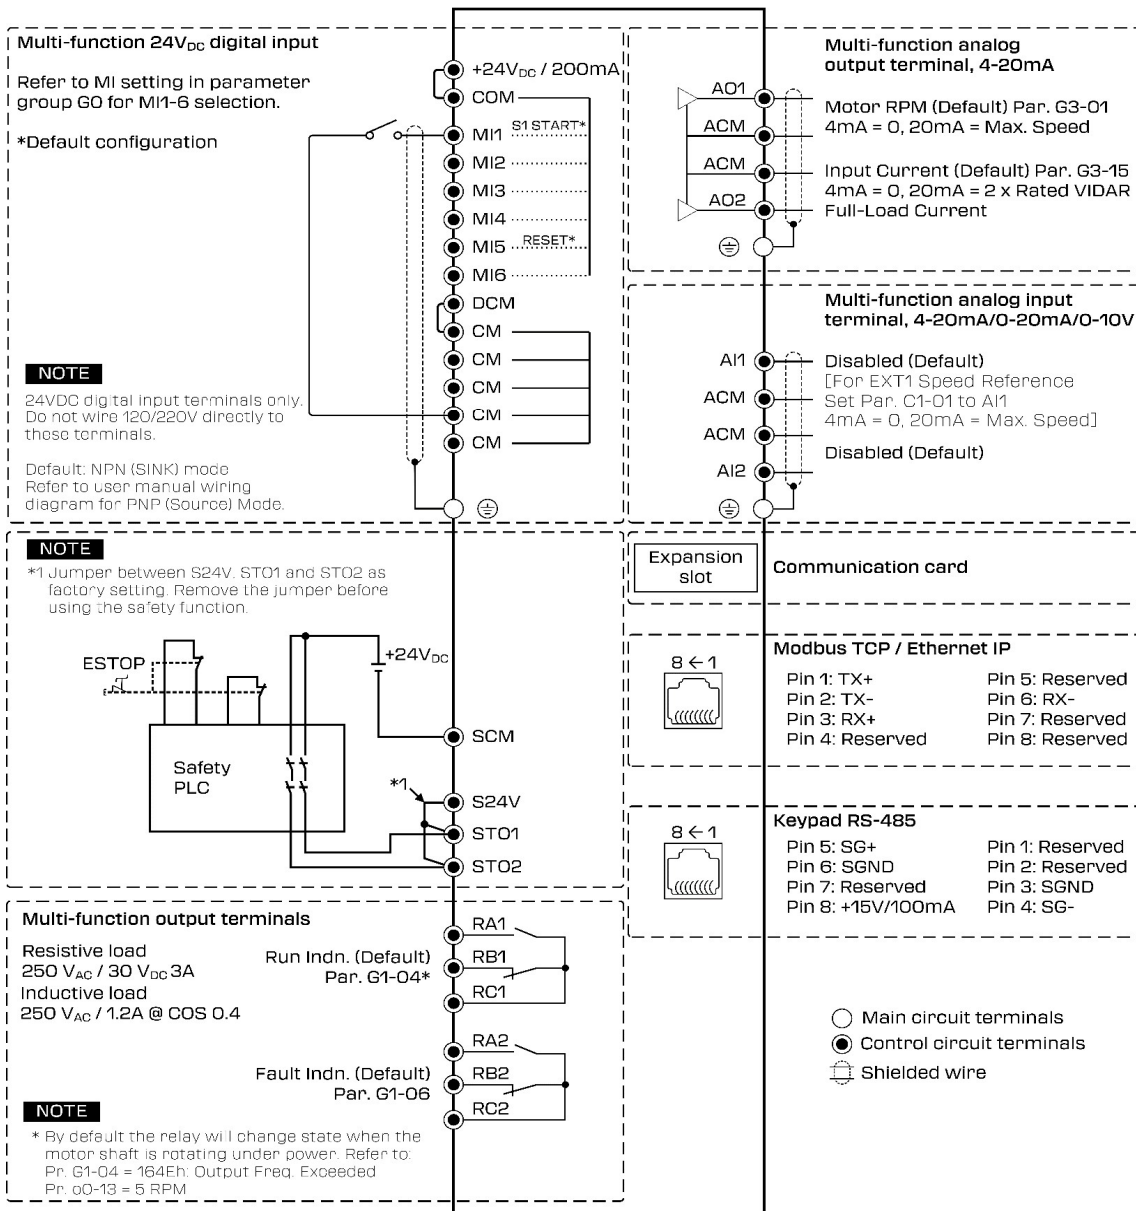 Multi-function 24VDC digital input
Refer to MI setting in parameter
group G0 for MI1-6 selection.
*Default configuration
+24VDC / 200mA
COM
MI1 S1 START*
MI2
MI3
MI4
MI5 RESET*
MI6
DCM
CM
CM
CM
CM
CM
NOTE
24VDC digital input terminals only.
Do not wire 120/220V directly to
these terminals.
Default: NPN (SINK) mode
Refer to user manual wiring
diagram for PNP (Source) Mode.
Multi-function analog
output terminal, 4-20mA
AO1
ACM
ACM
AO2
Motor RPM (Default) Par. G3-01
4mA = 0, 20mA = Max. Speed
Input Current (Default) Par. G3-15
4mA = 0, 20mA = 2 x Rated VIDAR
Full-Load Current
Multi-function analog input
terminal, 4-20mA/0-20mA/0-10V
AI1
ACM
ACM
AI2
Disabled (Default)
[For EXT1 Speed Reference
Set Par. C1-01 to AI1
4mA = 0, 20mA = Max. Speed]
Disabled (Default)
NOTE
*1 Jumper between S24V. STO1 and STO2 as
factory setting. Remove the jumper before
using the safety function.
ESTOP
+24VDC
Safety
PLC
*1
SCM
S24V
STO1
STO2
Expansion
slot
Communication card
Modbus TCP / Ethernet IP
8 ← 1
Pin 1: TX+
Pin 2: TX-
Pin 3: RX+
Pin 4: Reserved
Pin 5: Reserved
Pin 6: RX-
Pin 7: Reserved
Pin 8: Reserved
Keypad RS-485
8 ← 1
Pin 5: SG+
Pin 6: SGND
Pin 7: Reserved
Pin 8: +15V/100mA
Pin 1: Reserved
Pin 2: Reserved
Pin 3: SGND
Pin 4: SG-
Multi-function output terminals
Resistive load
250 VAC / 30 VDC 3A
Inductive load
250 VAC / 1.2A @ COS 0.4
Run Indn. (Default)
Par. G1-04*
RA1
RB1
RC1
Fault Indn. (Default)
Par. G1-06
RA2
RB2
RC2
NOTE
* By default the relay will change state when the
motor shaft is rotating under power. Refer to:
Pr. G1-04 = 164Eh: Output Freq. Exceeded
Pr. o0-13 = 5 RPM
Main circuit terminals
Control circuit terminals
Shielded wire